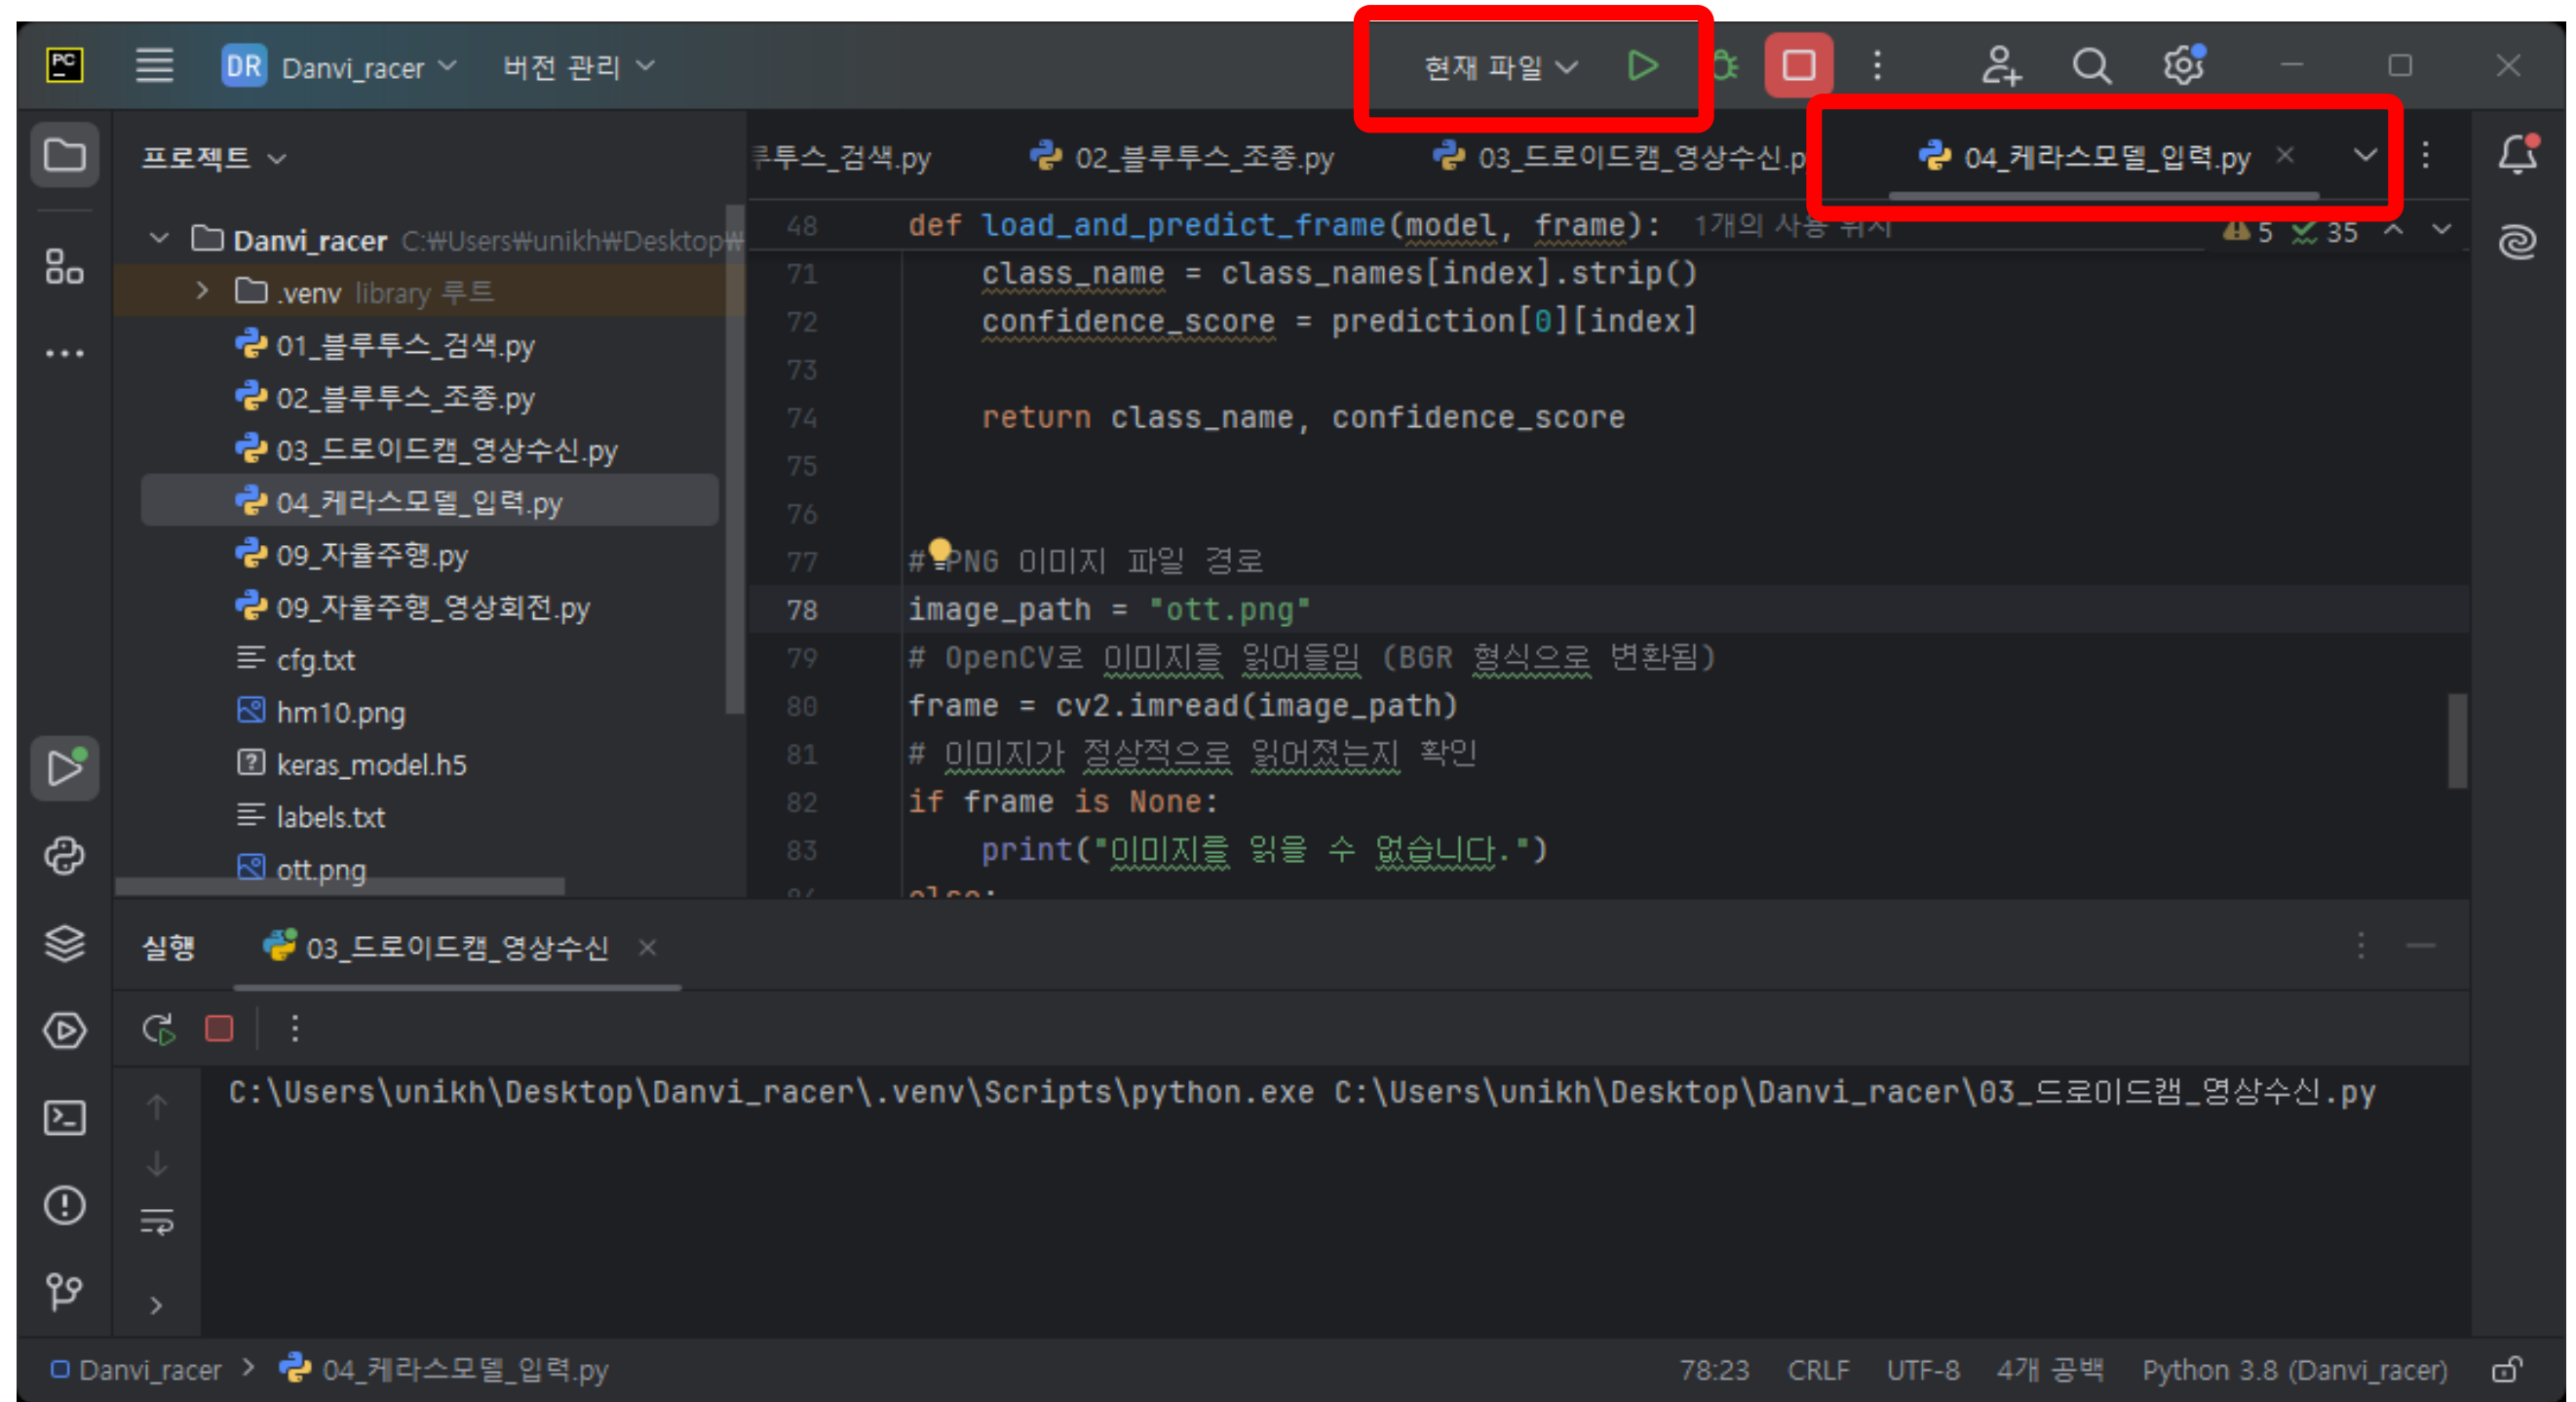 PC
DR Danvi_racer 버전 관리
현재 파일
프로젝트
루투스_검색.py 02_블루투스_조종.py 03_드로이드캠_영상수신.p 04_케라스모델_입력.py
Danvi_racer C:₩Users₩unikh₩Desktop₩
.venv library 루트
01_블루투스_검색.py
02_블루투스_조종.py
03_드로이드캠_영상수신.py
04_케라스모델_입력.py
09_자율주행.py
09_자율주행_영상회전.py
cfg.txt
hm10.png
keras_model.h5
labels.txt
ott.png
48 def load_and_predict_frame(model, frame): 1개의 사용 위치
5 35
71 class_name = class_names[index].strip()
72 confidence_score = prediction[0][index]
73
74 return class_name, confidence_score
75
76
77 # PNG 이미지 파일 경로
78 image_path = "ott.png"
79 # OpenCV로 이미지를 읽어들임 (BGR 형식으로 변환됨)
80 frame = cv2.imread(image_path)
81 # 이미지가 정상적으로 읽어졌는지 확인
82 if frame is None:
83 print("이미지를 읽을 수 없습니다.")
84 else:
실행 03_드로이드캠_영상수신
C:\Users\unikh\Desktop\Danvi_racer\.venv\Scripts\python.exe C:\Users\unikh\Desktop\Danvi_racer\03_드로이드캠_영상수신.py
Danvi_racer > 04_케라스모델_입력.py
78:23 CRLF UTF-8 4개 공백 Python 3.8 (Danvi_racer)